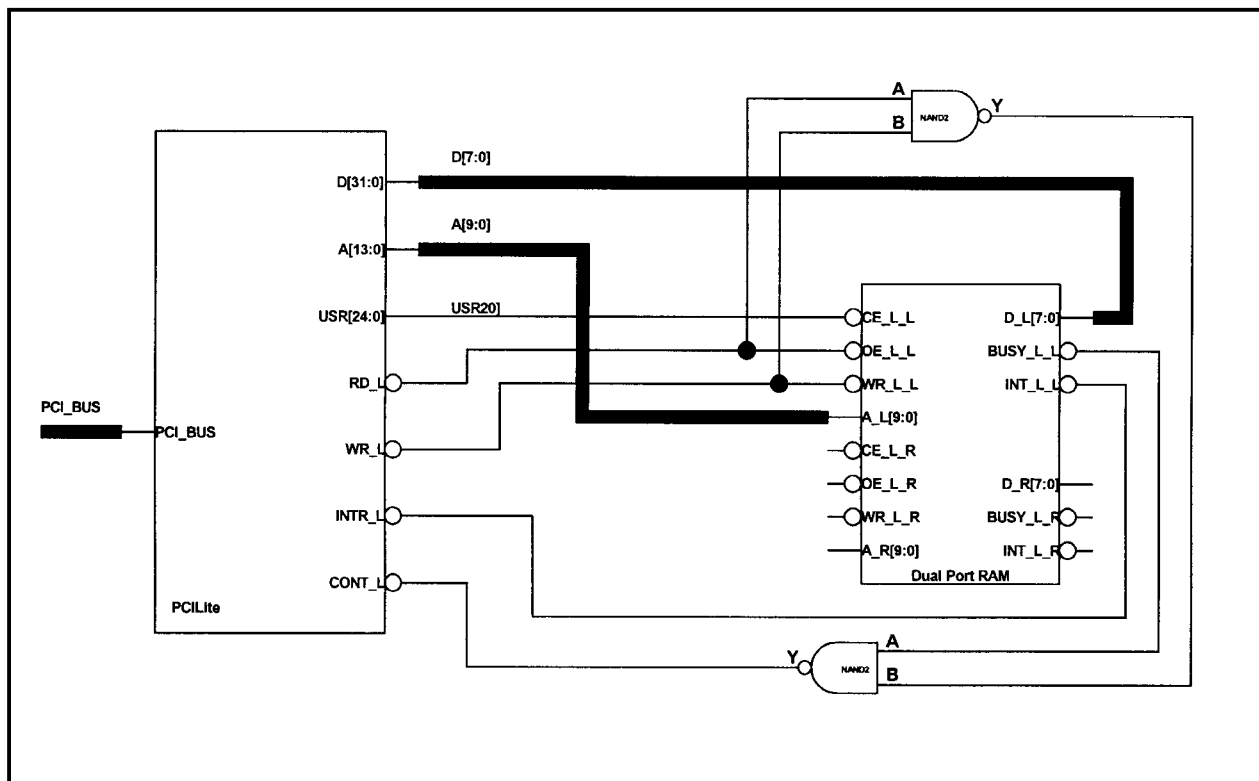 A
NAND2
Y
B
D[7:0]
D[31:0]
A[9:0]
A[13:0]
USR[24:0]
USR20]
CE_L_L
D_L[7:0]
OE_L_L
BUSY_L_L
RD_L
WR_L_L
INT_L_L
PCI_BUS
A_L[9:0]
PCI_BUS
WR_L
CE_L_R
OE_L_R
D_R[7:0]
INTR_L
WR_L_R
BUSY_L_R
A_R[9:0]
INT_L_R
Dual Port RAM
CONT_L
PCILite
Y
NAND2
A
B